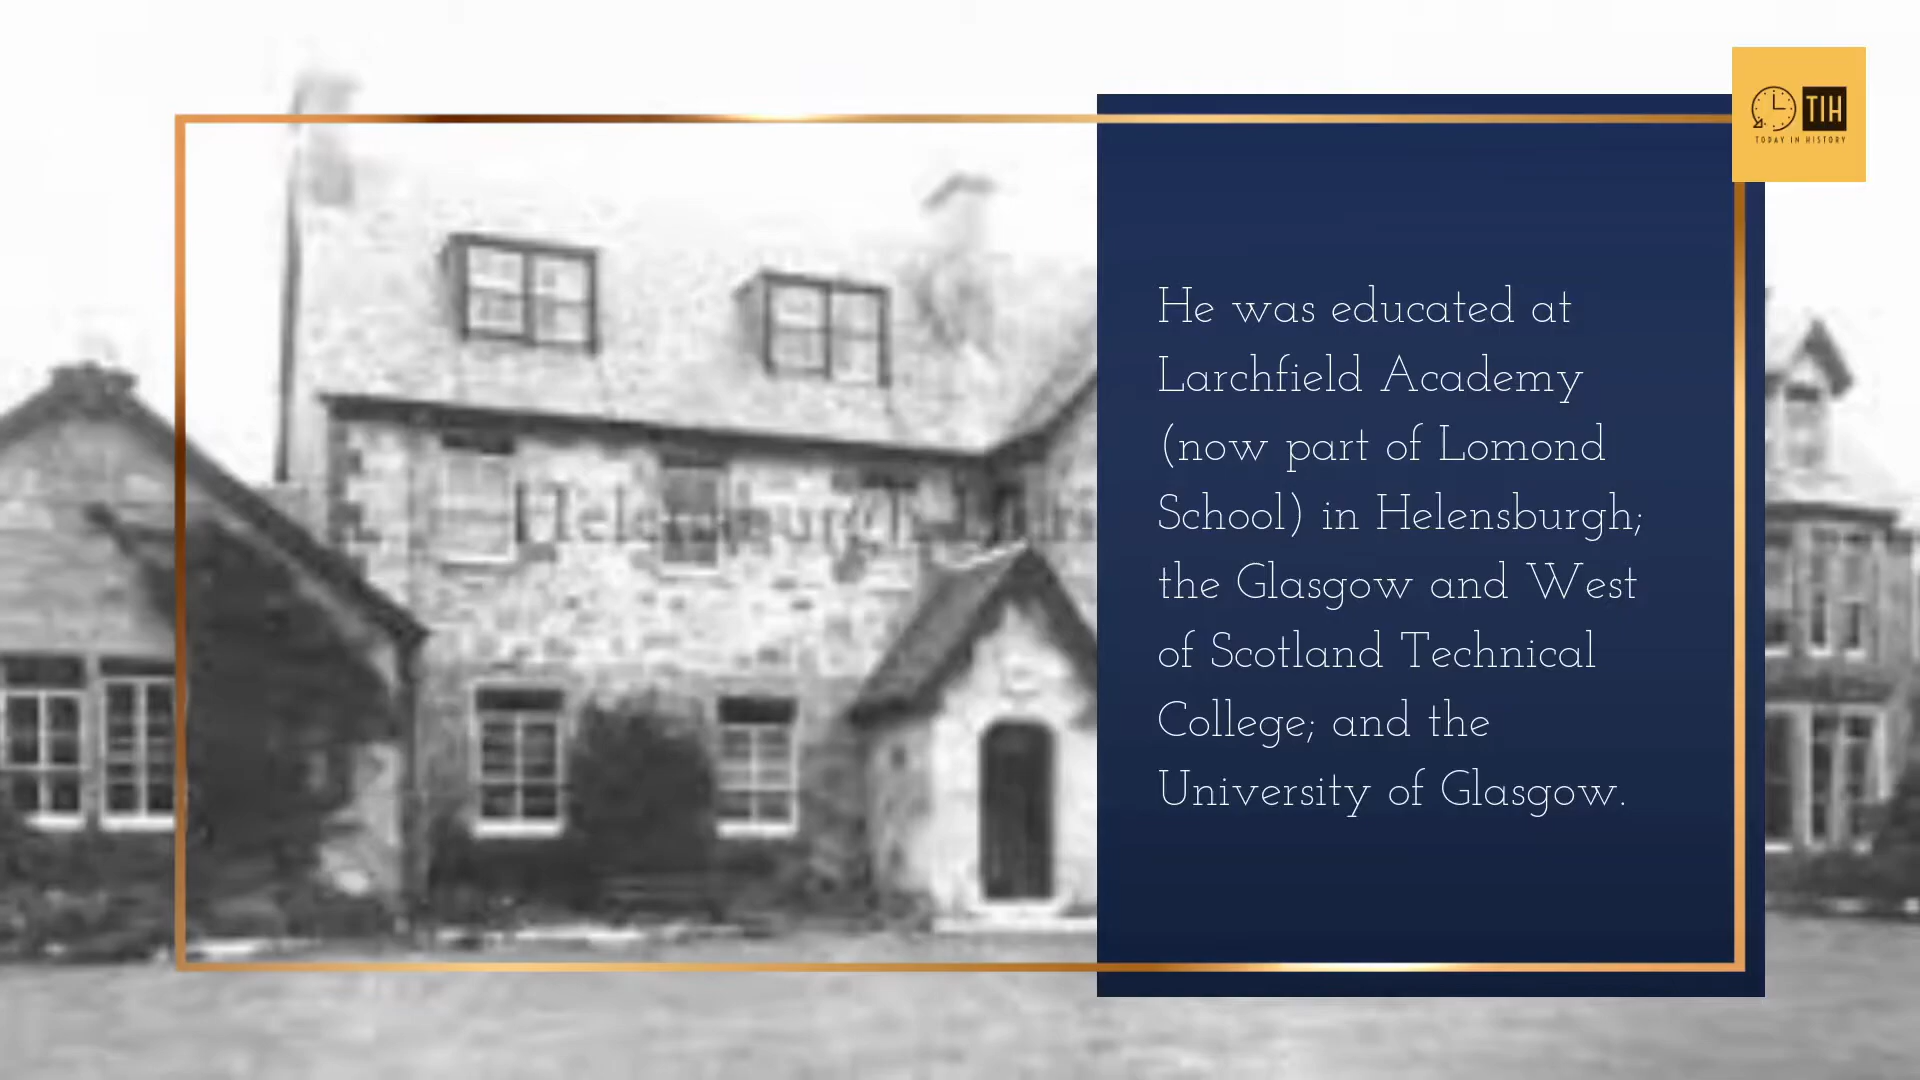 TIH
TODAY IN HISTORY
He was educated at
Larchfield Academy
(now part of Lomond
School) in Helensburgh;
the Glasgow and West
of Scotland Technical
College; and the
University of Glasgow.